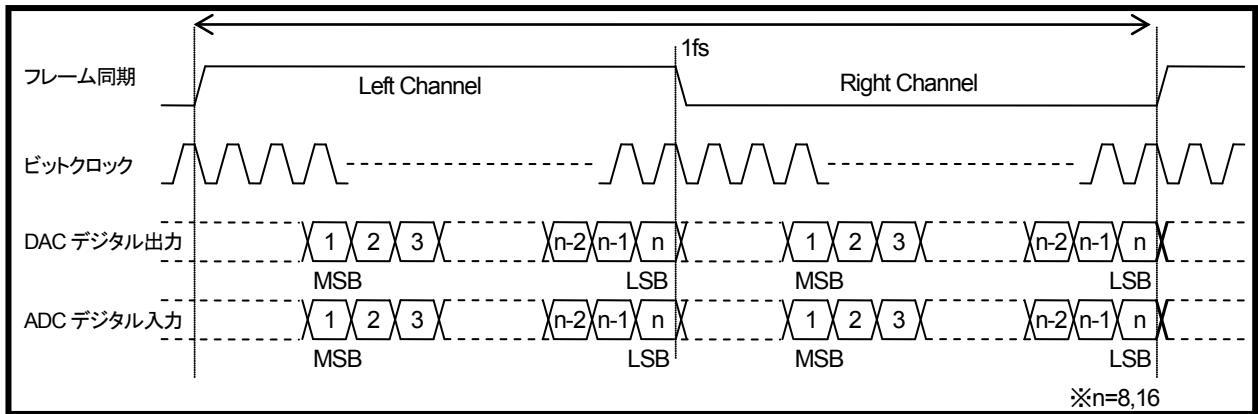 1fs
フレーム同期 Left Channel Right Channel
ビットクロック
DAC デジタル出力 1 2 3 n-2 n-1 n 1 2 3 n-2 n-1 n
MSB LSB MSB LSB
ADC デジタル入力 1 2 3 n-2 n-1 n 1 2 3 n-2 n-1 n
MSB LSB MSB LSB
※n=8,16